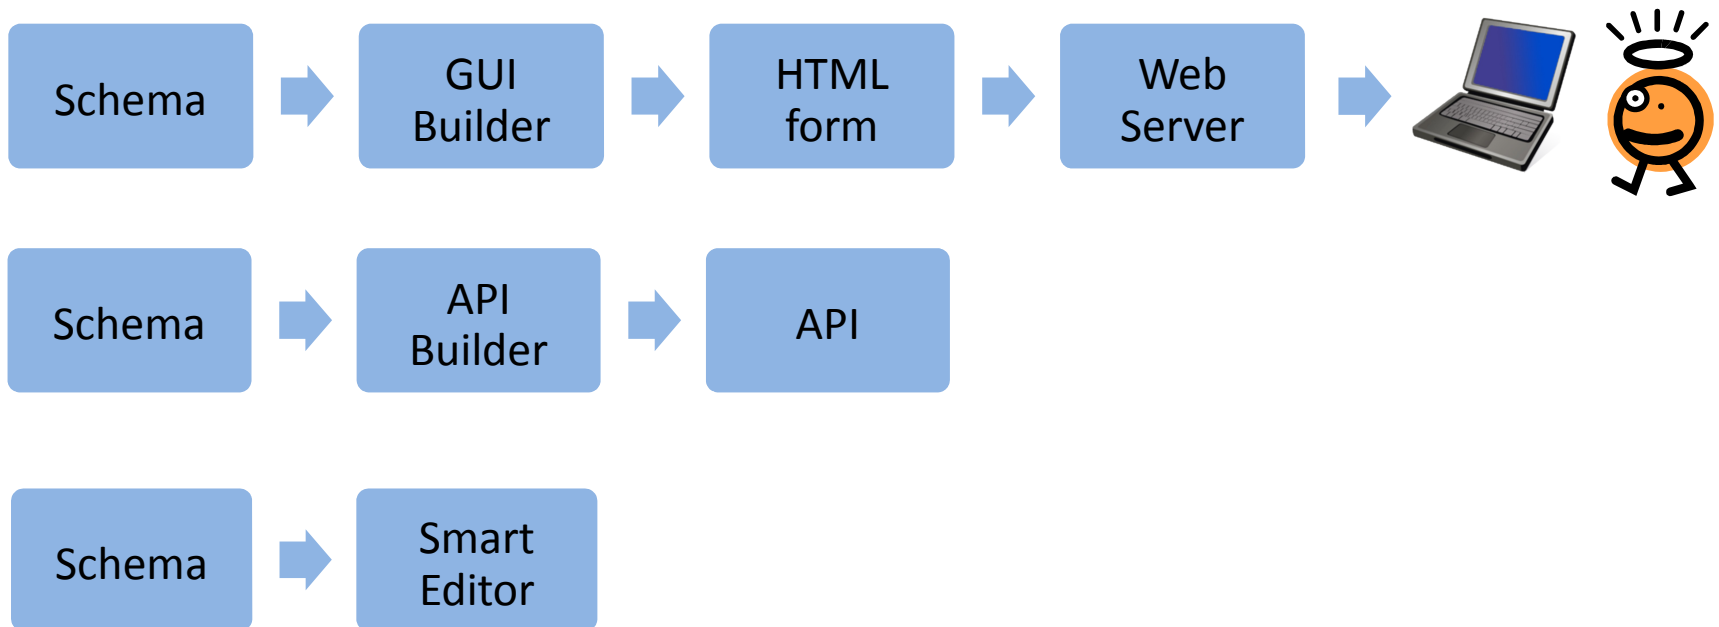 Schema
GUI
Builder
HTML
form
Web
Server
Schema
API
Builder
API
Schema
Smart
Editor